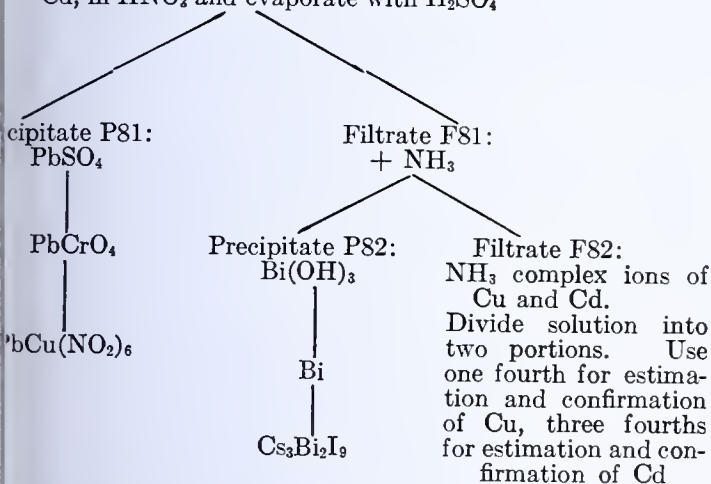 Cu, in HNO₃ and evaporate with H₂SO₄
cipitate P81:
PbSO₄
PbCrO₄
bCu(NO₂)₆
Filtrate F81:
+ NH₃
Precipitate P82:
Bi(OH)₃
Bi
Cs₃Bi₂I₉
Filtrate F82:
NH₃ complex ions of
Cu and Cd.
Divide solution into
two portions. Use
one fourth for estima-
tion and confirmation
of Cu, three fourths
for estimation and con-
firmation of Cd